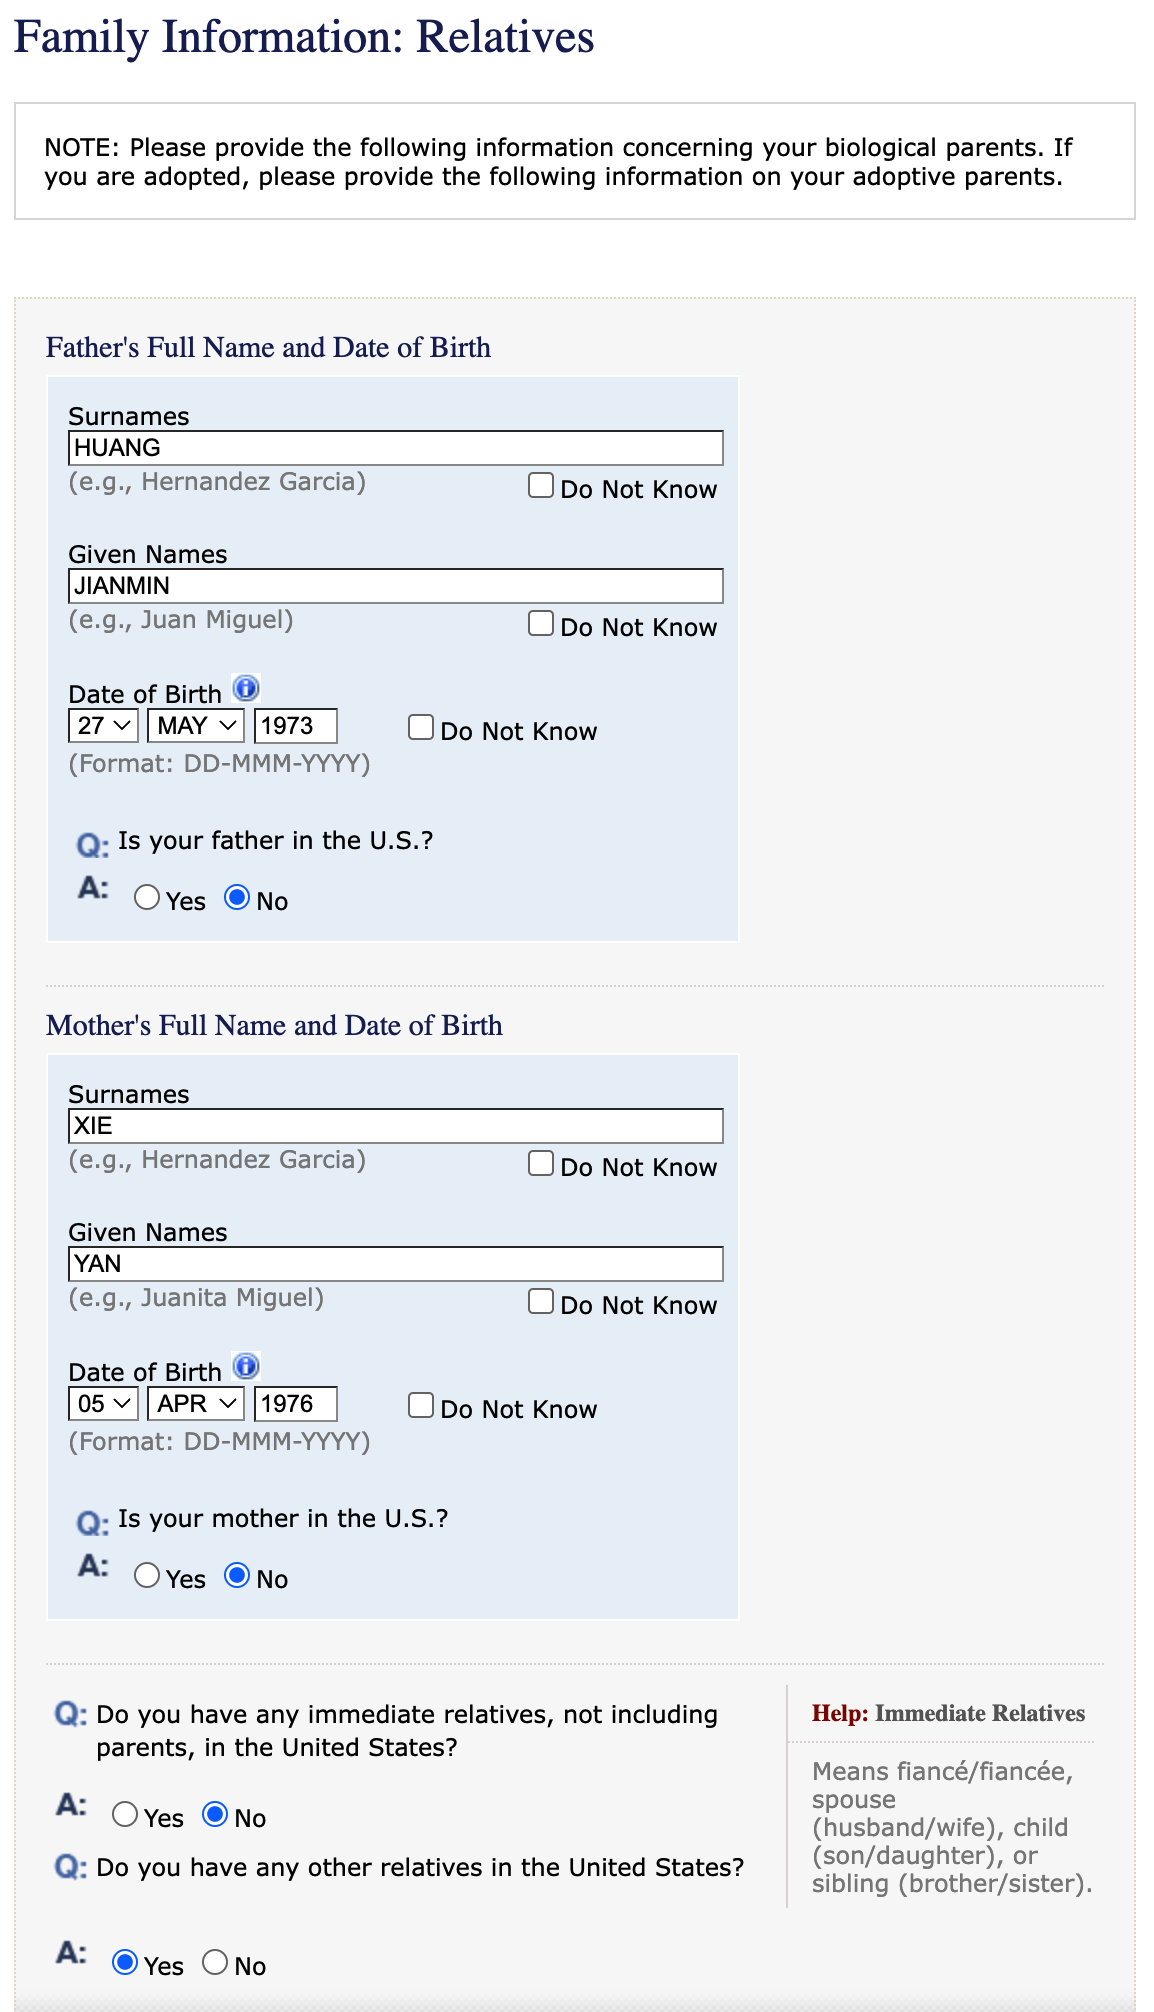 Family Information: Relatives
NOTE: Please provide the following information concerning your biological parents. If
you are adopted, please provide the following information on your adoptive parents.
Father's Full Name and Date of Birth
Surnames
HUANG
(e.g., Hernandez Garcia)
Do Not Know
Given Names
JIANMIN
(e.g., Juan Miguel)
Do Not Know
Date of Birth
27 MAY 1973
Do Not Know
(Format: DD-MMM-YYYY)
Q: Is your father in the U.S.?
A: Yes No
Mother's Full Name and Date of Birth
Surnames
XIE
(e.g., Hernandez Garcia)
Do Not Know
Given Names
YAN
(e.g., Juanita Miguel)
Do Not Know
Date of Birth
05 APR 1976
Do Not Know
(Format: DD-MMM-YYYY)
Q: Is your mother in the U.S.?
A: Yes No
Q: Do you have any immediate relatives, not including
parents, in the United States?
A: Yes No
Q: Do you have any other relatives in the United States?
A: Yes No
Help: Immediate Relatives
Means fiancé/fiancée,
spouse
(husband/wife), child
(son/daughter), or
sibling (brother/sister).